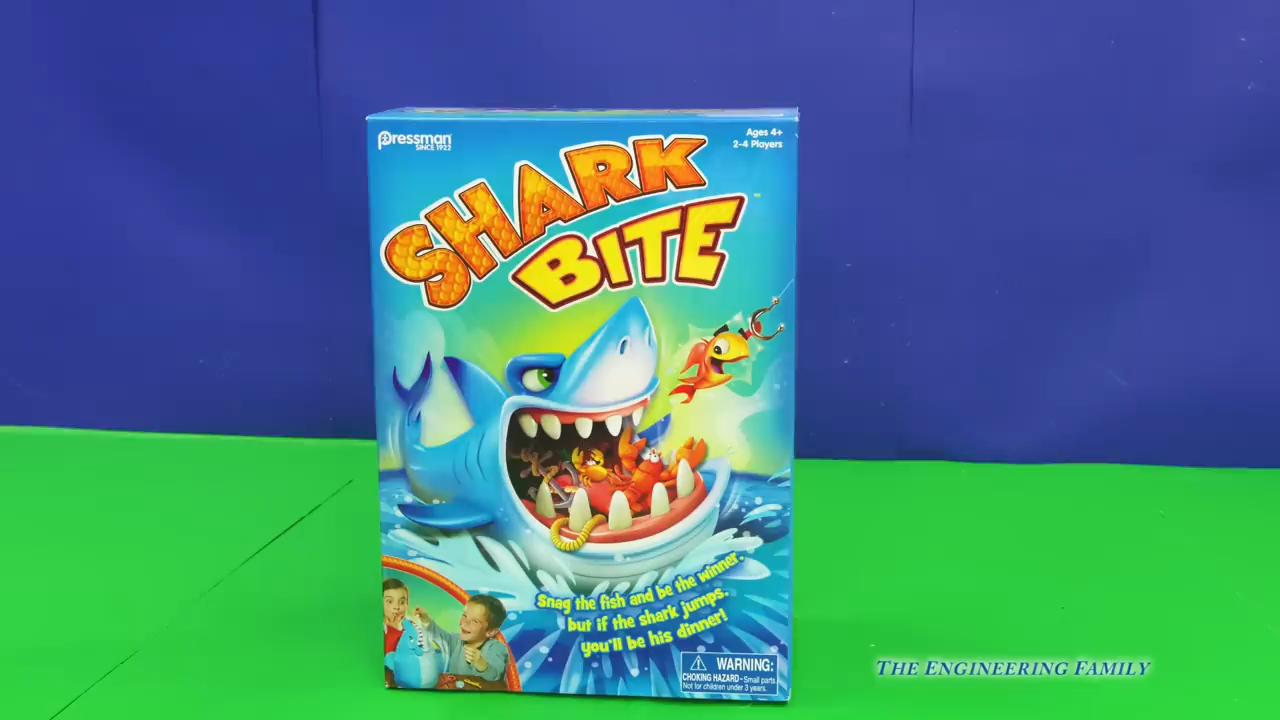 Pressman
SINCE 1922
Ages 4+
2-4 Players
SHARK
BITE
Snag the fish and be the winner.
but if the shark jumps.
you'll be his dinner!
WARNING:
CHOKING HAZARD-Small parts.
Not for children under 3 years.
THE ENGINEERING FAMILY